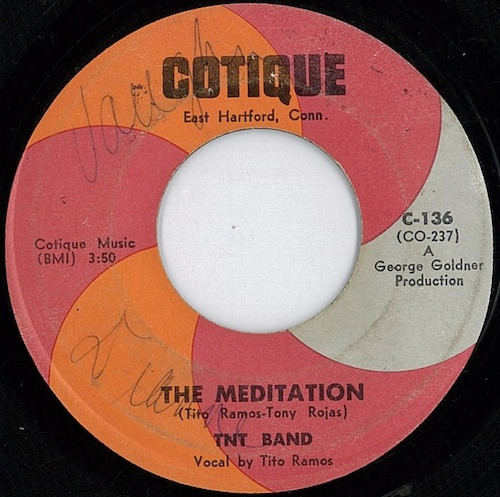 COTIQUE
East Hartford, Conn.
Cotique Music
(BMI) 3:50
C-136
(CO-237)
A
George Goldner
Production
THE MEDITATION
(Tito Ramos-Tony Rojas)
TNT BAND
Vocal by Tito Ramos